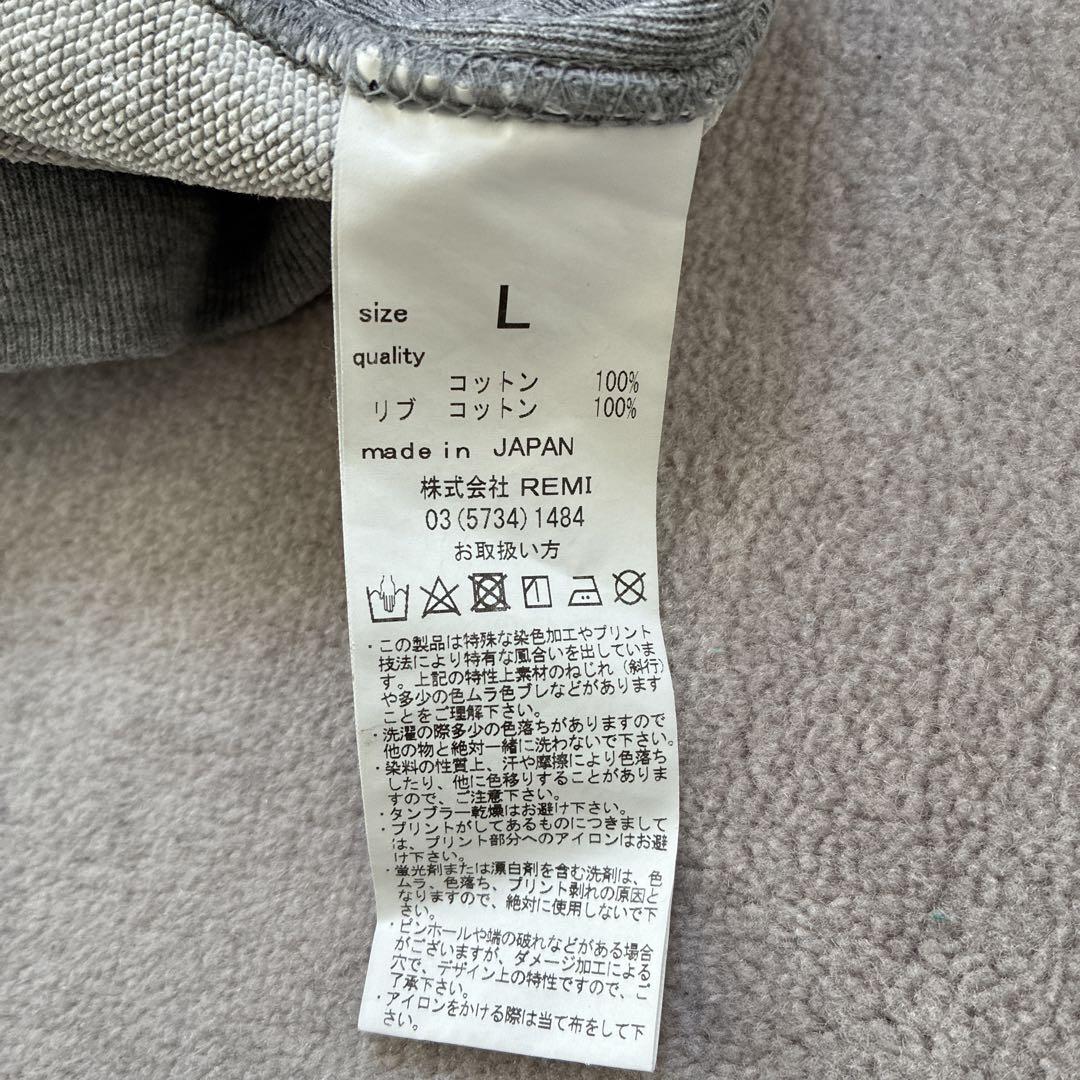 size L
quality
コットン 100%
リブ コットン 100%
made in JAPAN
株式会社 REMI
03(5734)1484
お取扱い方
・この製品は特殊な染色加工やプリント
技法により特有な風合いを出していま
す。上記の特性上素材のねじれ（斜行）
や多少の色ムラ色ブレなどがあります
ことをご理解下さい。
・洗濯の際多少の色落ちがありますので
他の物と絶対一緒に洗わないで下さい。
・染料の性質上、汗や摩擦により色落ち
したり、他に色移りすることがありま
すので、ご注意下さい。
・タンブラー乾燥はお避け下さい。
・プリントがしてあるものにつきまして
は、プリント部分へのアイロンはお避
け下さい。
・蛍光剤または漂白剤を含む洗剤は、色
ムラ、色落ち、プリント剥れの原因と
なりますので、絶対に使用しないで下
さい。
・ピンホールや端の破れなどがある場合
がございますが、ダメージ加工による
穴で、デザイン上の特性ですので、ご
了承下さい。
・アイロンをかける際は当て布をして下
さい。